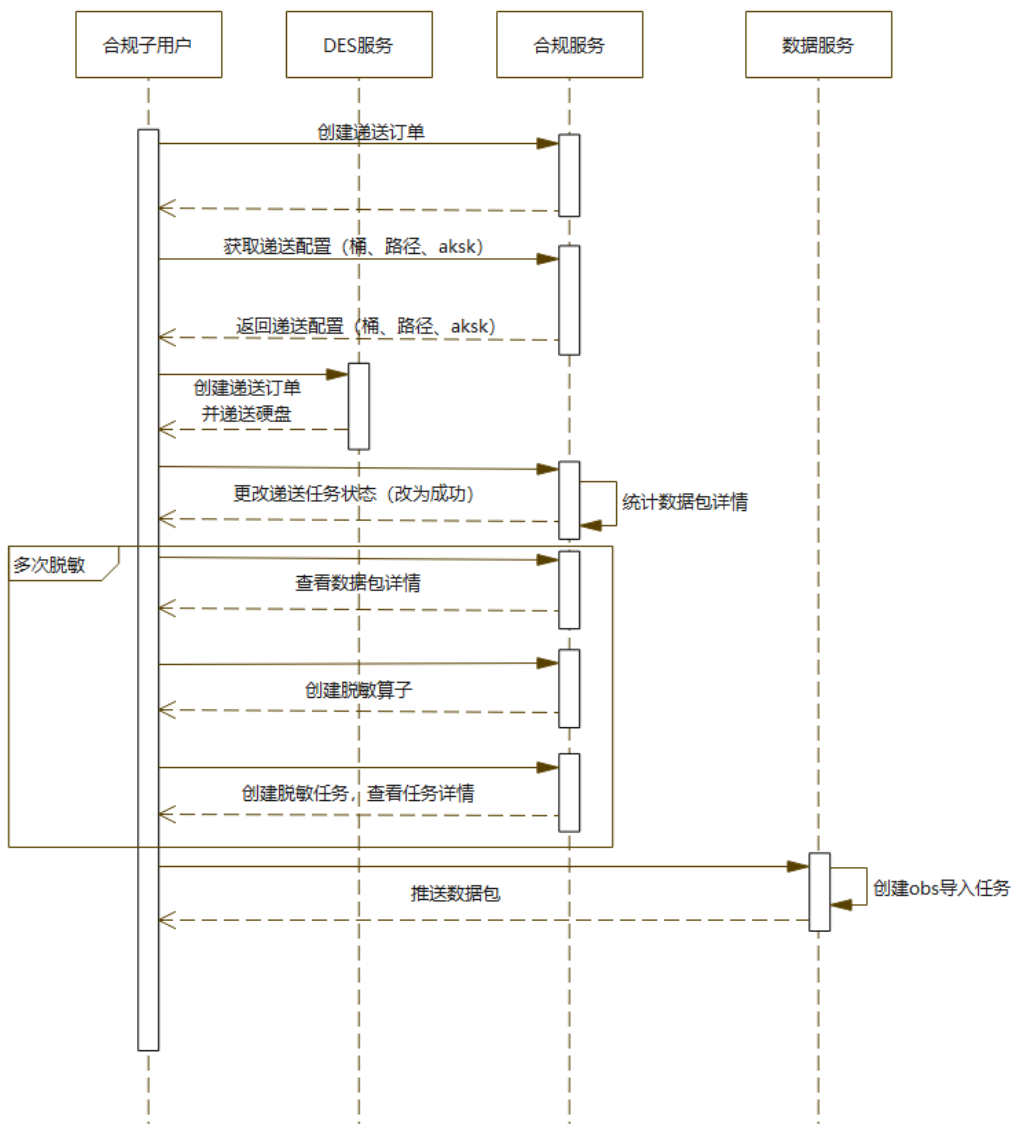 合规子用户
DES服务
合规服务
数据服务
创建递送订单
获取递送配置（桶、路径、aksk）
返回递送配置（桶、路径、aksk）
创建递送订单
并递送硬盘
更改递送任务状态（改为成功）
统计数据包详情
多次脱敏
查看数据包详情
创建脱敏算子
创建脱敏任务，查看任务详情
推送数据包
创建obs导入任务